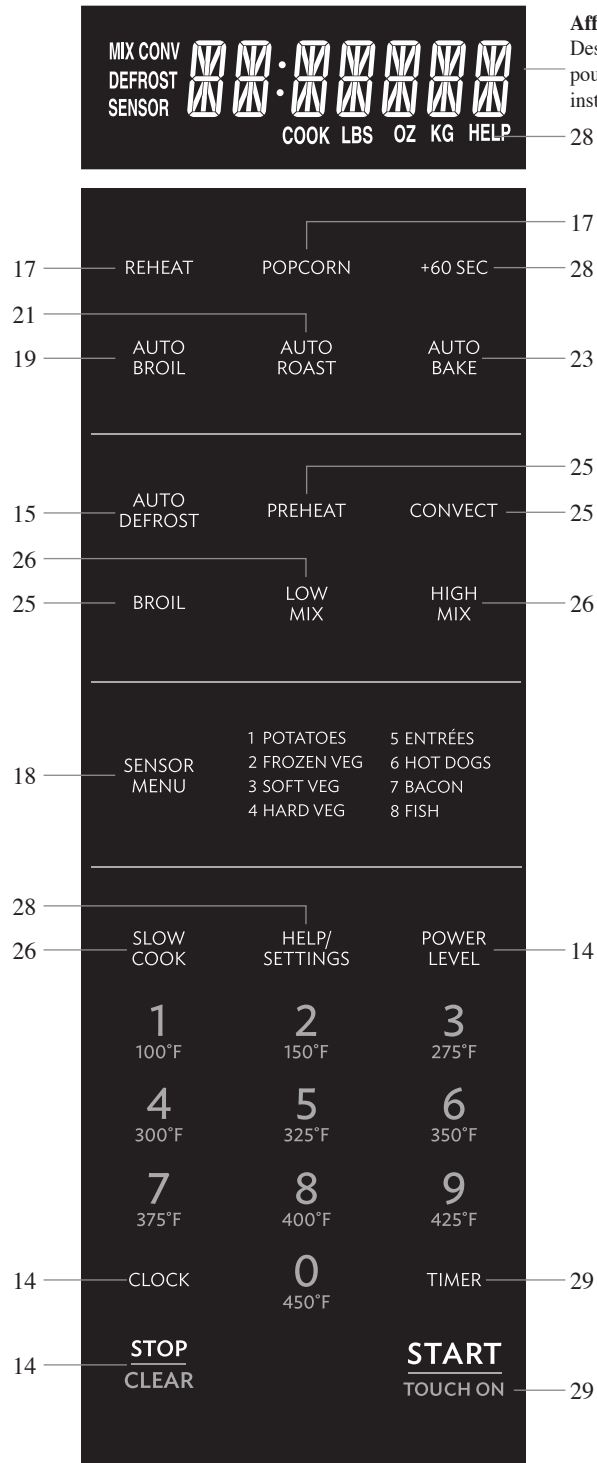 Aff
Des
pou
inst
MIX CONV
DEFROST
SENSOR
COOK LBS OZ KG HELP
28
17
17 REHEAT POPCORN +60 SEC 28
21
19 AUTO BROIL AUTO ROAST AUTO BAKE 23
25
15 AUTO DEFROST PREHEAT CONVECT 25
26
25 BROIL LOW MIX HIGH MIX 26
18 SENSOR MENU
1 POTATOES 5 ENTRÉES
2 FROZEN VEG 6 HOT DOGS
3 SOFT VEG 7 BACON
4 HARD VEG 8 FISH
28
26 SLOW COOK HELP/ SETTINGS POWER LEVEL 14
1 2 3
100°F 150°F 275°F
4 5 6
300°F 325°F 350°F
7 8 9
375°F 400°F 425°F
14 CLOCK 0 TIMER 29
450°F
14 STOP START
CLEAR TOUCH ON 29